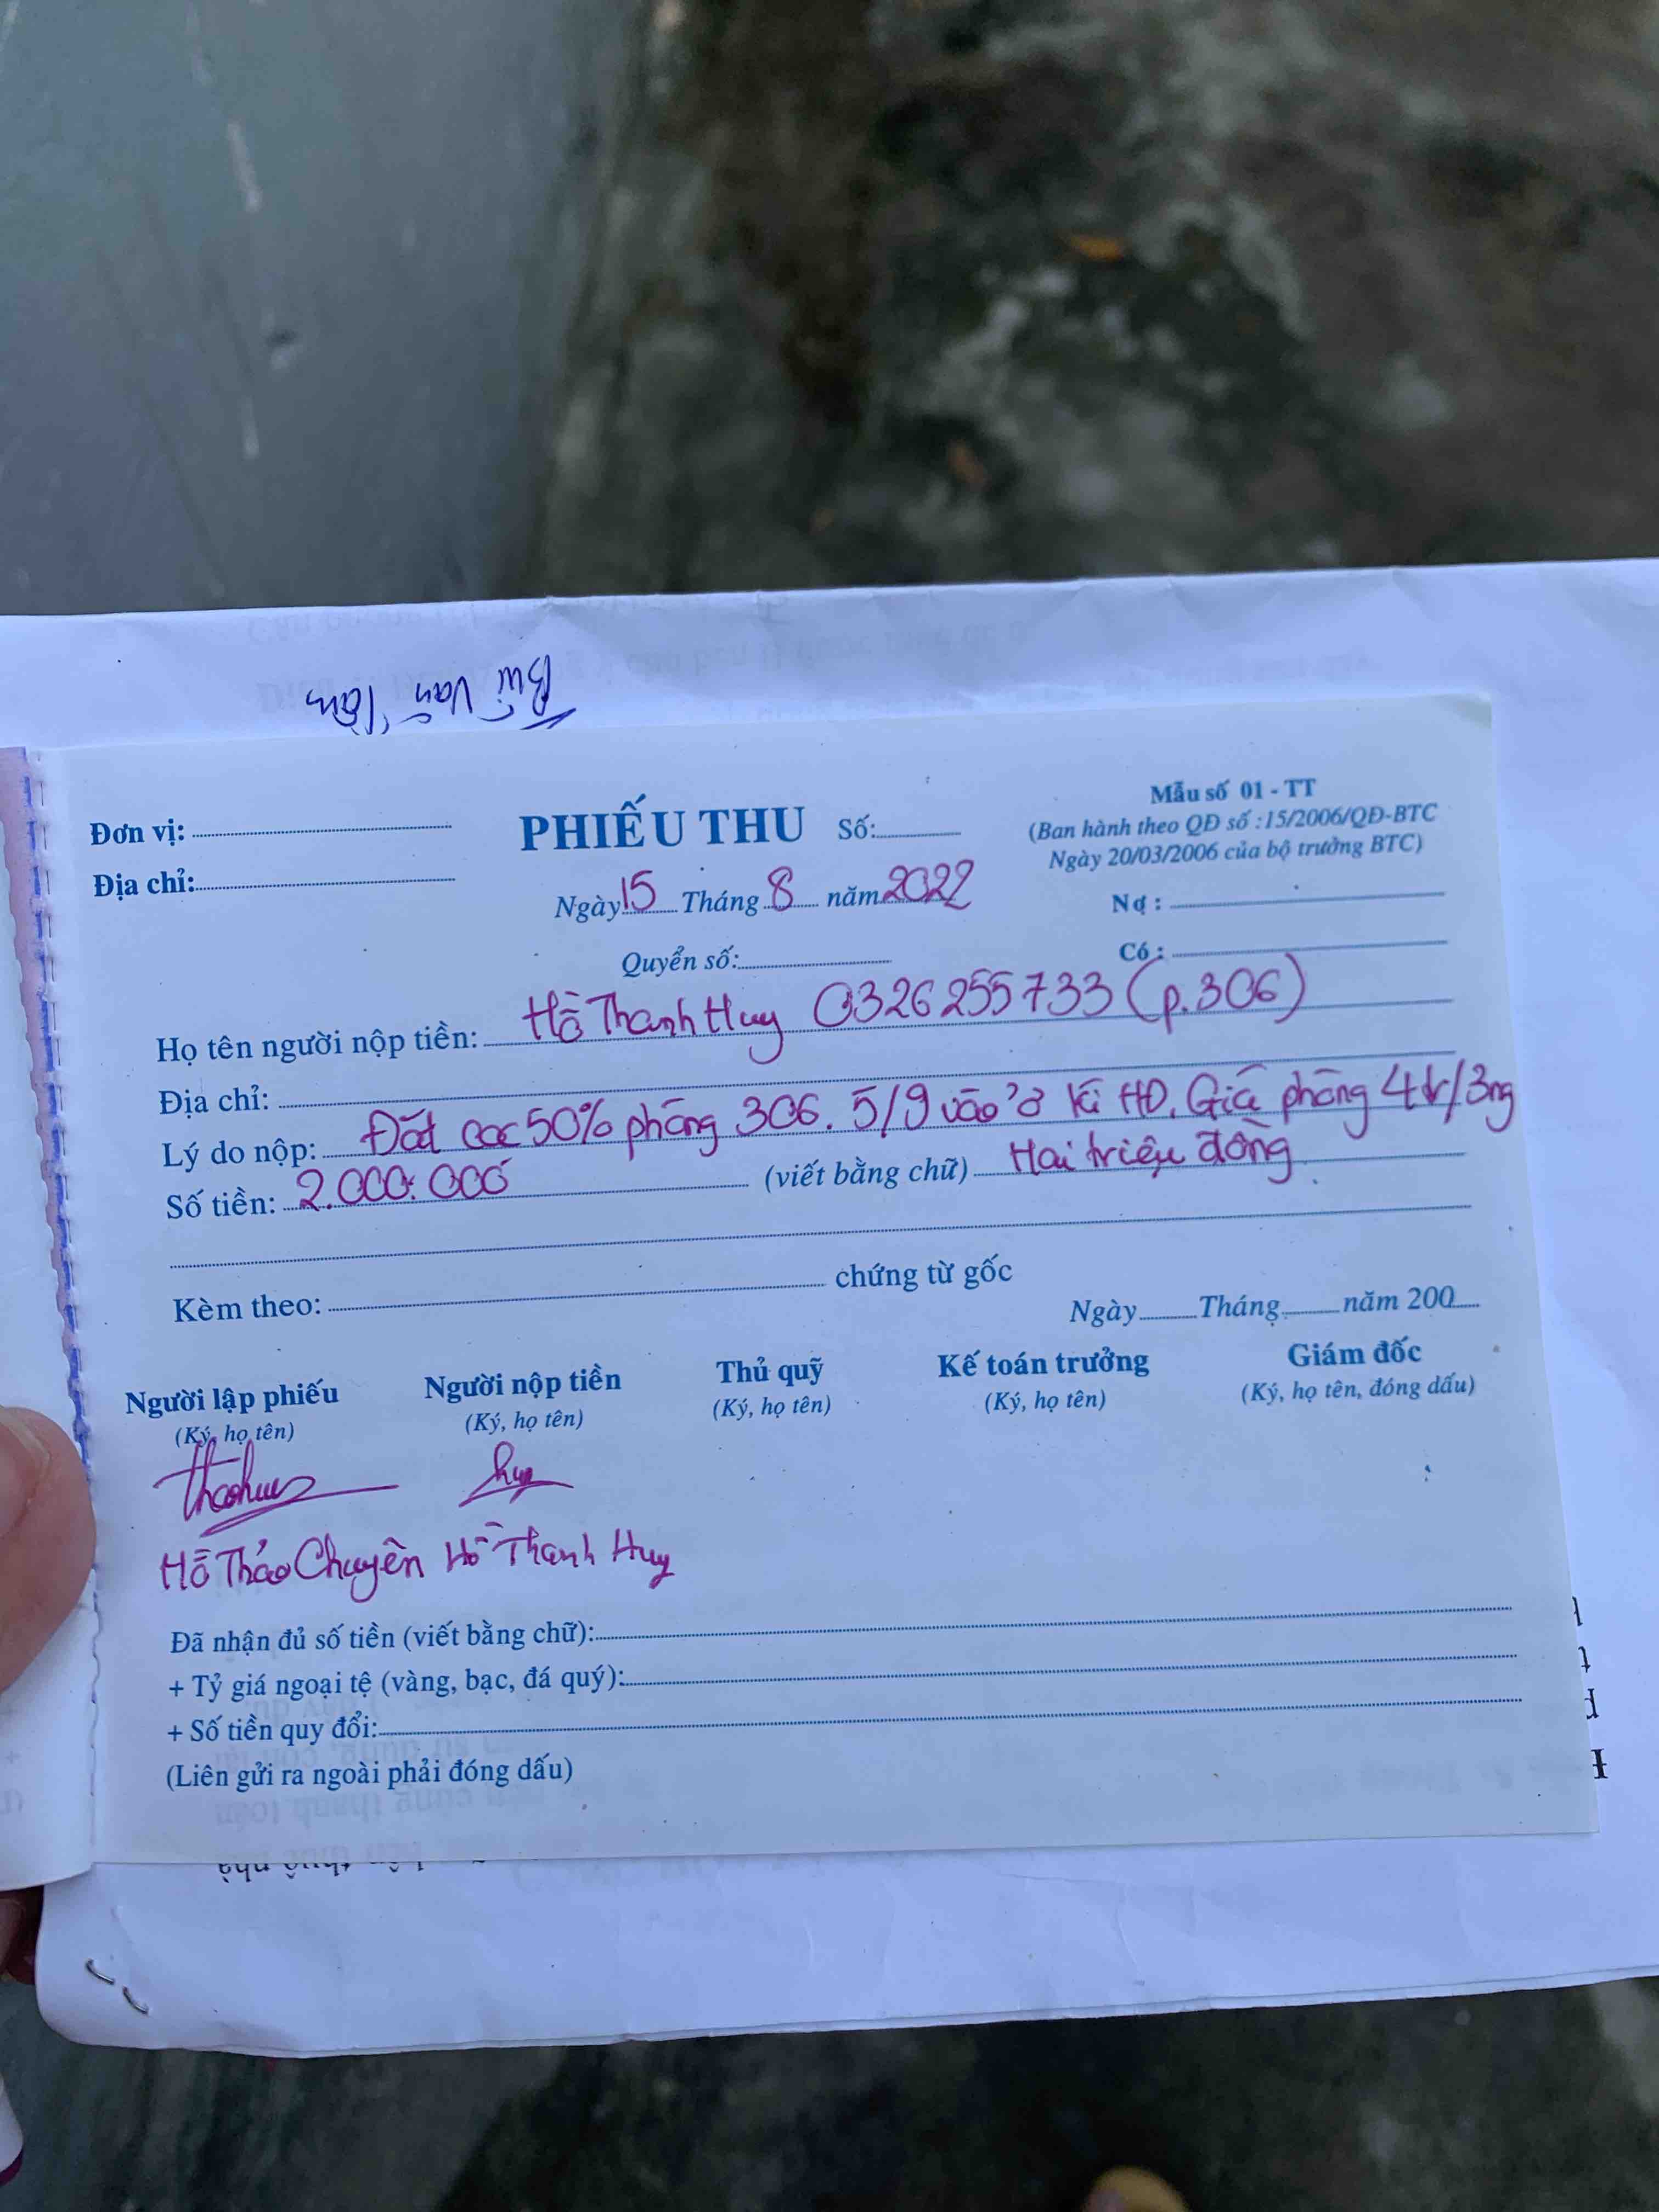 Bùi Văn Lâm
Đơn vị:
PHIẾU THU Số:
Mẫu số 01 - TT
Địa chỉ:
(Ban hành theo QĐ số :15/2006/QĐ-BTC
Ngày 20/03/2006 của bộ trưởng BTC)
Ngày 15 Tháng 8 năm 2022
Nợ :
Quyển số:
Có :
Họ tên người nộp tiền: Hồ Thanh Huy 0326255733 (p.306)
Địa chỉ:
Lý do nộp: Đặt cọc 50% phòng 306. 5/9 vào ở kí HĐ. Giá phòng 4tr/3ng
Số tiền: 2.000.000 (viết bằng chữ) Hai triệu đồng.
Kèm theo: chứng từ gốc
Ngày Tháng năm 200
Người lập phiếu Người nộp tiền Thủ quỹ Kế toán trưởng Giám đốc
(Ký, họ tên) (Ký, họ tên) (Ký, họ tên) (Ký, họ tên) (Ký, họ tên, đóng dấu)
Hồ Thảo Chuyên Hồ Thanh Huy
Đã nhận đủ số tiền (viết bằng chữ):
+ Tỷ giá ngoại tệ (vàng, bạc, đá quý):
+ Số tiền quy đổi:
(Liên gửi ra ngoài phải đóng dấu)